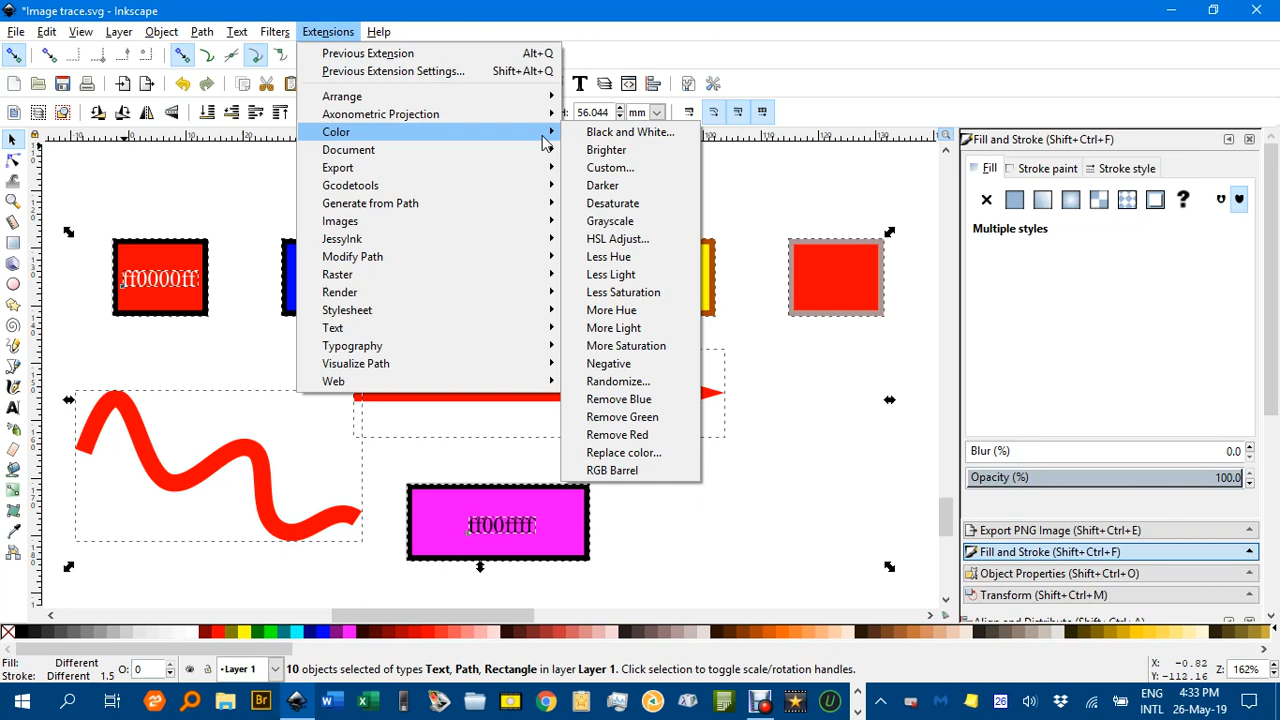 *Image trace.svg - Inkscape
File Edit View Layer Object Path Text Filters Extensions Help
Previous Extension Alt+Q
Previous Extension Settings... Shift+Alt+Q
Arrange
Axonometric Projection
Color
Document
Export
Gcodetools
Generate from Path
Images
JessyInk
Modify Path
Raster
Render
Stylesheet
Text
Typography
Visualize Path
Web
Black and White...
Brighter
Custom...
Darker
Desaturate
Grayscale
HSL Adjust...
Less Hue
Less Light
Less Saturation
More Hue
More Light
More Saturation
Negative
Randomize...
Remove Blue
Remove Green
Remove Red
Replace color...
RGB Barrel
56.044 mm
ff0000ff
ff00ffff
Fill and Stroke (Shift+Ctrl+F)
Fill Stroke paint Stroke style
Multiple styles
Blur (%) 0.0
Opacity (%) 100.0
Export PNG Image (Shift+Ctrl+E)
Fill and Stroke (Shift+Ctrl+F)
Object Properties (Shift+Ctrl+O)
Transform (Shift+Ctrl+M)
Fill: Different
Stroke: Different 1.5
O: 0
Layer 1
10 objects selected of types Text, Path, Rectangle in layer Layer 1. Click selection to toggle scale/rotation handles.
X: -0.82
Y: -112.16
Z: 162%
ENG
INTL
4:33 PM
26-May-19